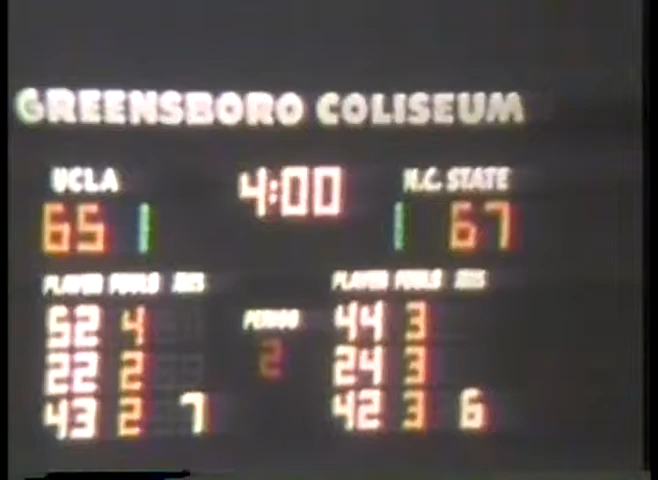 GREENSBORO COLISEUM
UCLA 4:00 N.C. STATE
65 1 1 67
PLAYER FOULS PLAYER FOULS
52 4 PERIOD 44 3
22 2 2 24 3
43 2 7 42 3 6